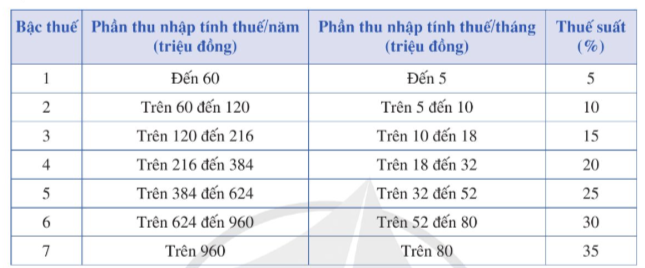 Bậc thuế Phần thu nhập tính thuế/năm (triệu đồng) Phần thu nhập tính thuế/tháng (triệu đồng) Thuế suất (%)
1 Đến 60 Đến 5 5
2 Trên 60 đến 120 Trên 5 đến 10 10
3 Trên 120 đến 216 Trên 10 đến 18 15
4 Trên 216 đến 384 Trên 18 đến 32 20
5 Trên 384 đến 624 Trên 32 đến 52 25
6 Trên 624 đến 960 Trên 52 đến 80 30
7 Trên 960 Trên 80 35